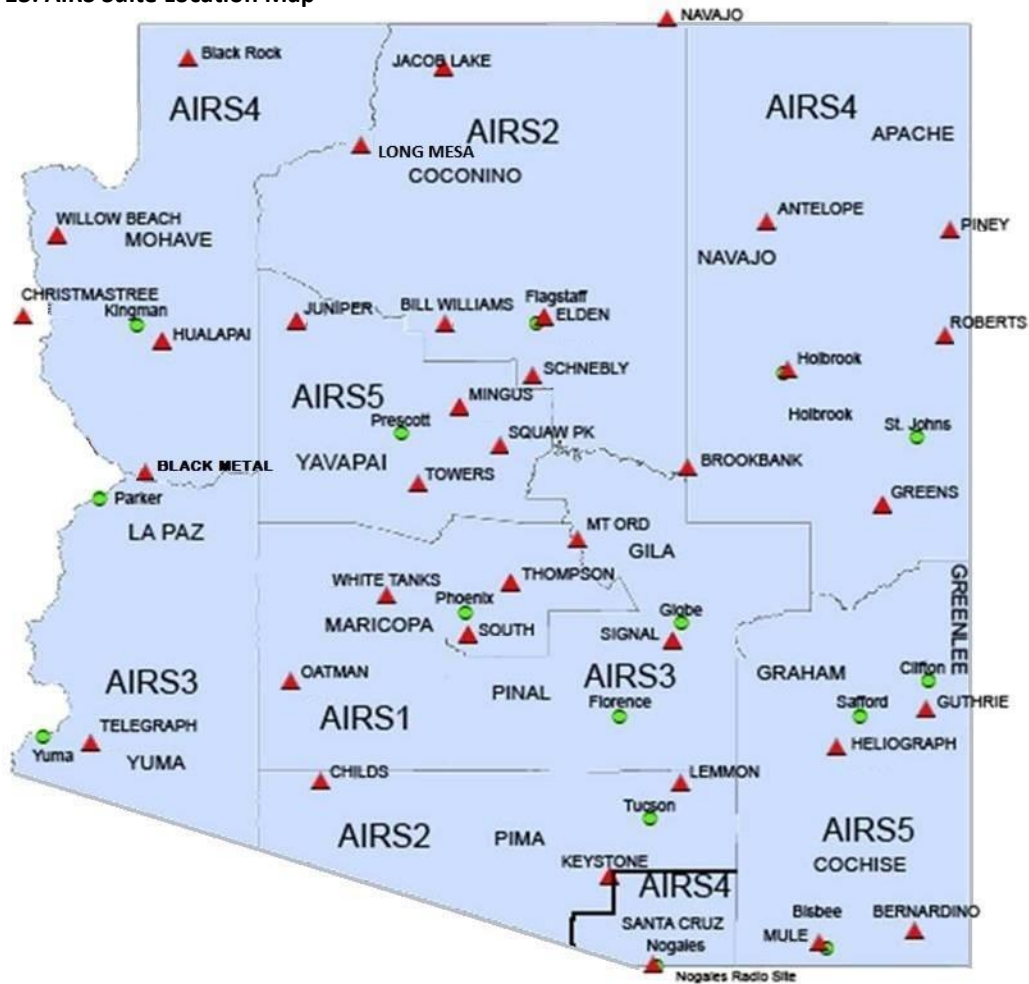 NAVAJO
Black Rock
JACOB LAKE
AIRS4
AIRS2
AIRS4
APACHE
LONG MESA
COCONINO
WILLOW BEACH
MOHAVE
ANTELOPE
PINEY
NAVAJO
CHRISTMASTREE
Kingman
HUALAPAI
JUNIPER
BILL WILLIAMS
Flagstaff
ELDEN
ROBERTS
SCHNEBLY
Holbrook
AIRS5
MINGUS
Prescott
Holbrook
St. Johns
SQUAW PK
YAVAPAI
BROOKBANK
BLACK METAL
TOWERS
GREENS
Parker
LA PAZ
MT ORD
GILA
THOMPSON
WHITE TANKS
Phoenix
GREENLEE
MARICOPA
SOUTH
Globe
SIGNAL
OATMAN
AIRS3
PINAL
AIRS3
GRAHAM
Clifton
AIRS1
Florence
Safford
GUTHRIE
TELEGRAPH
Yuma
YUMA
HELIOGRAPH
CHILDS
LEMMON
Tucson
AIRS2
PIMA
AIRS5
COCHISE
KEYSTONE
AIRS4
SANTA CRUZ
Bisbee
BERNARDINO
MULE
Nogales
Nogales Radio Site